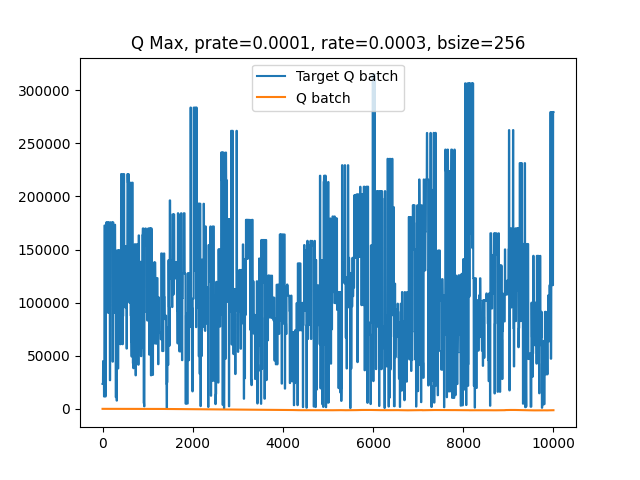 Q Max, prate=0.0001, rate=0.0003, bsize=256
Target Q batch
Q batch
300000
250000
200000
150000
100000
50000
0
0 2000 4000 6000 8000 10000